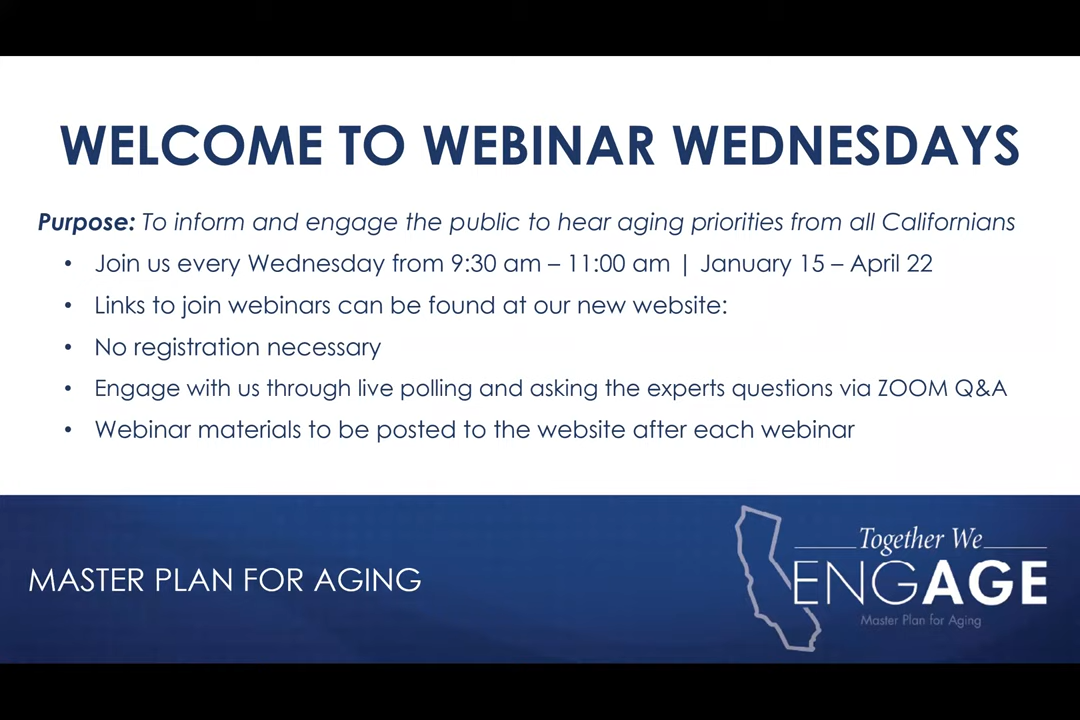 WELCOME TO WEBINAR WEDNESDAYS
Purpose: To inform and engage the public to hear aging priorities from all Californians
• Join us every Wednesday from 9:30 am – 11:00 am | January 15 – April 22
• Links to join webinars can be found at our new website:
• No registration necessary
• Engage with us through live polling and asking the experts questions via ZOOM Q&A
• Webinar materials to be posted to the website after each webinar
MASTER PLAN FOR AGING
Together We
ENGAGE
Master Plan for Aging